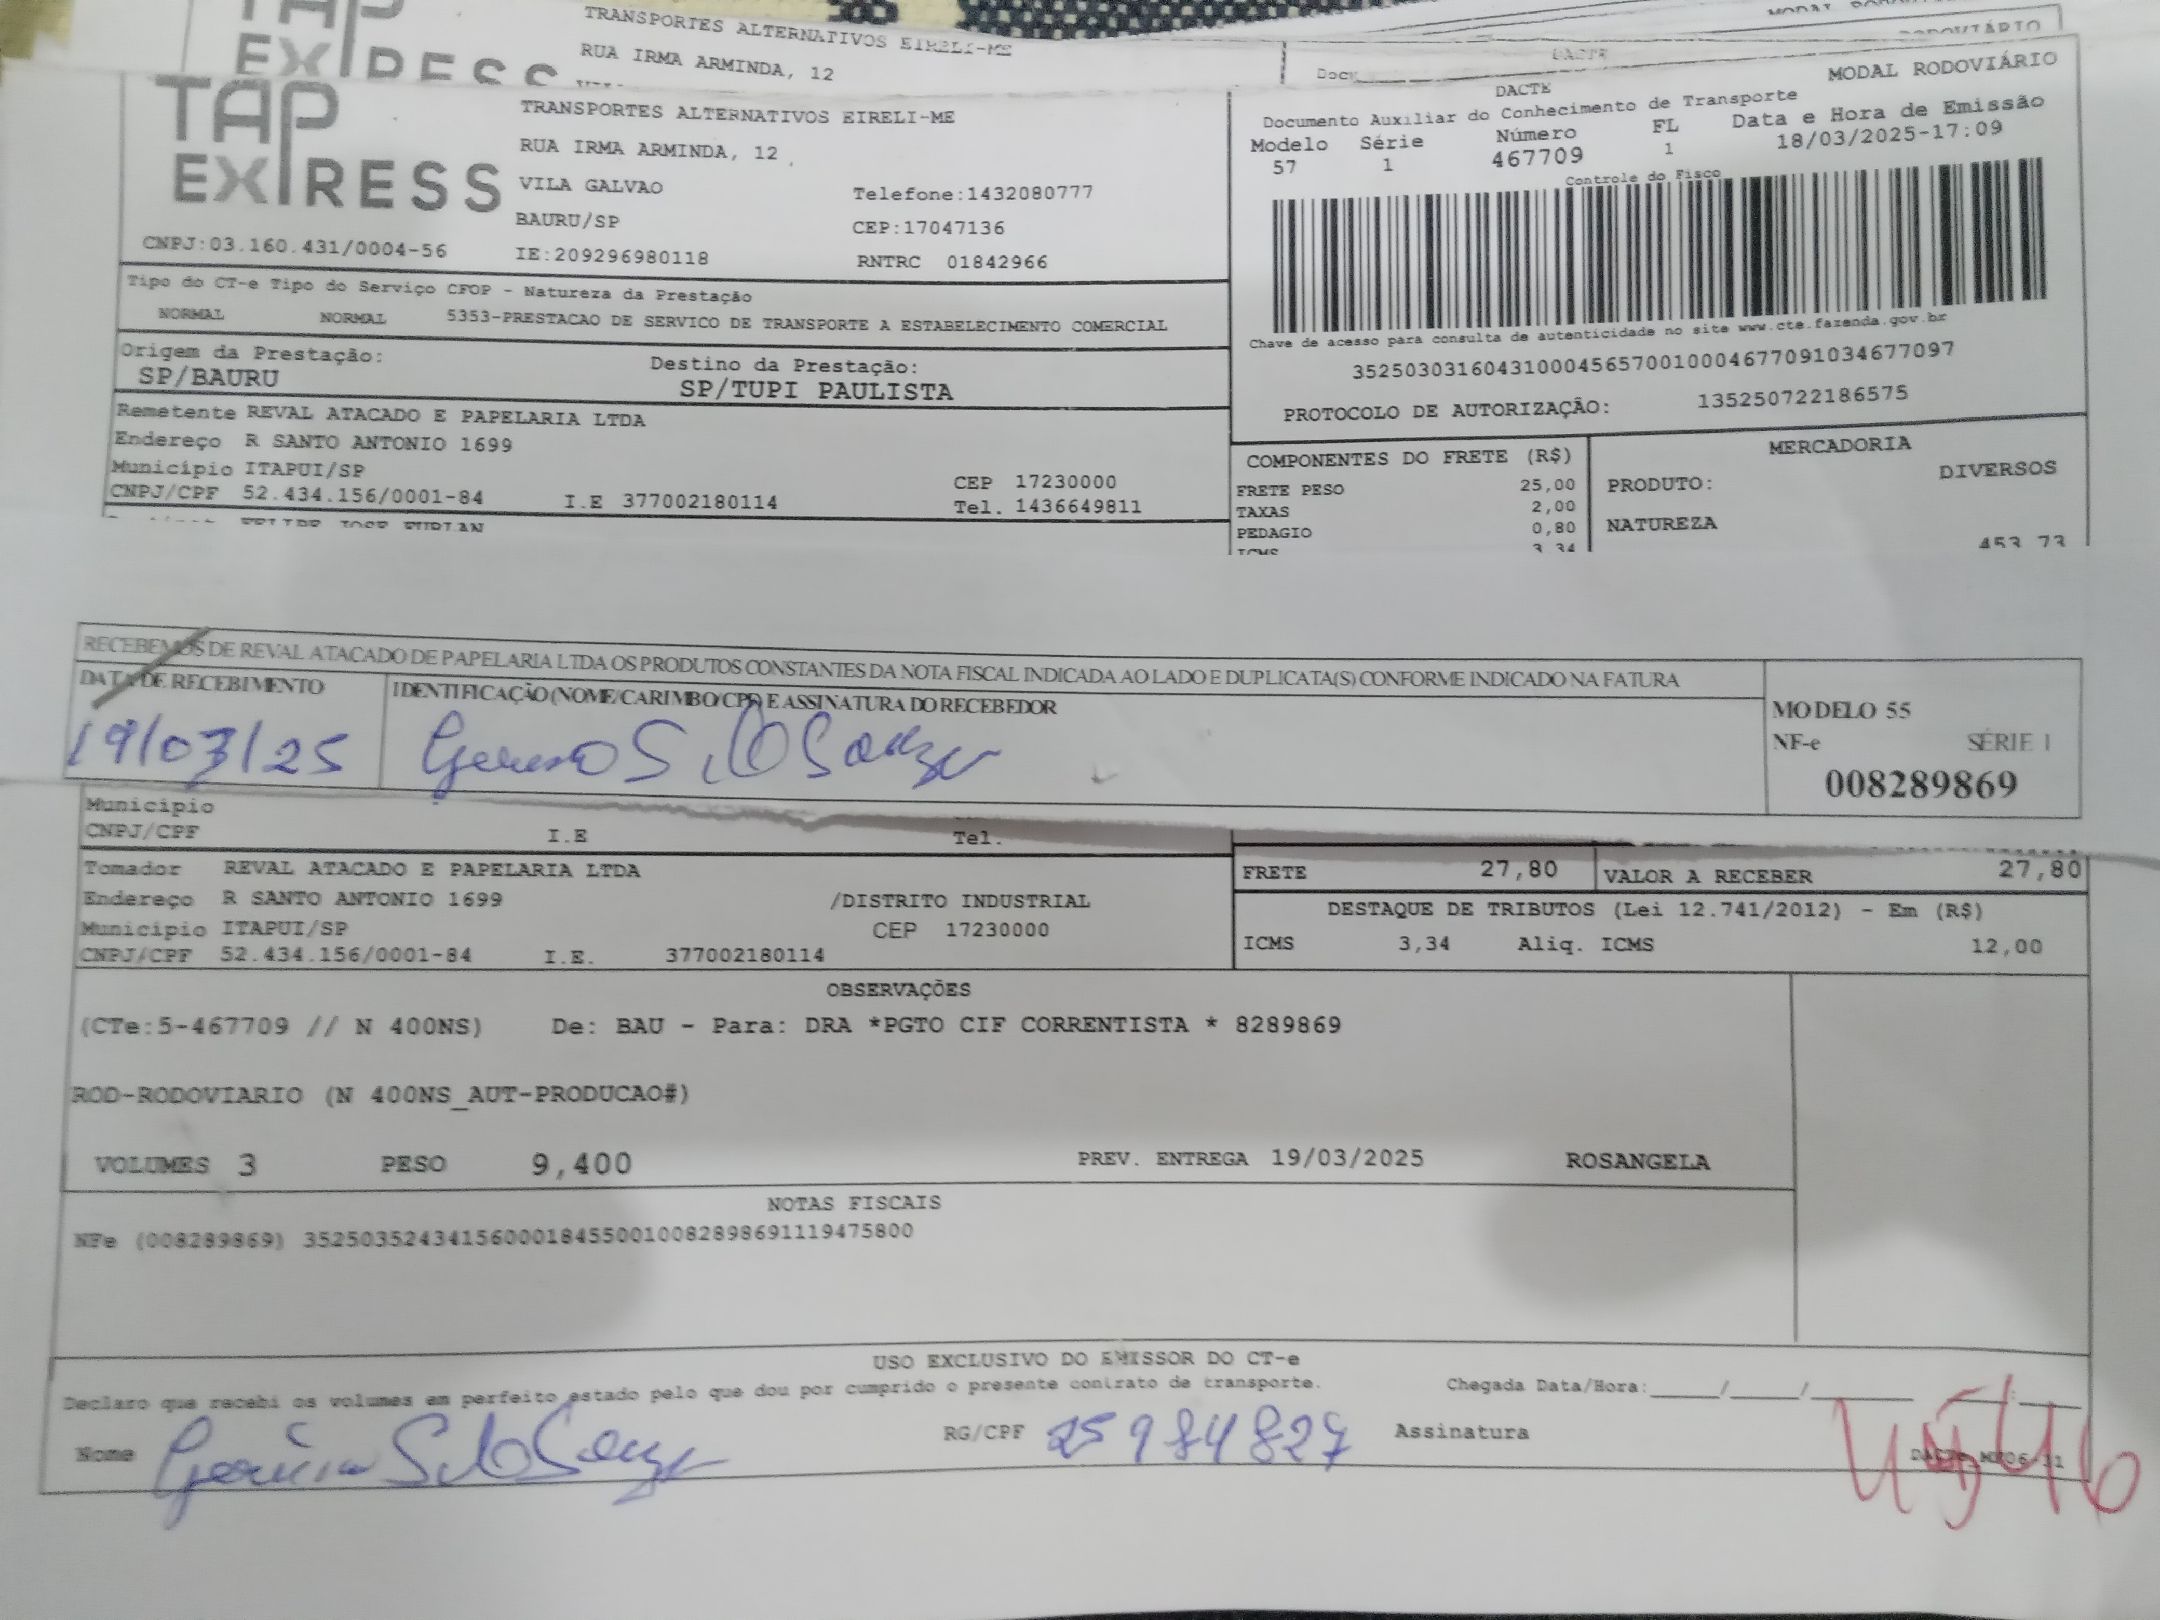 TAP
EXPRESS
TRANSPORTES ALTERNATIVOS EIRELI-ME
RUA IRMA ARMINDA, 12
MODAL RODOVIÁRIO
TAP
EXPRESS
CNPJ:03.160.431/0004-56
TRANSPORTES ALTERNATIVOS EIRELI-ME
RUA IRMA ARMINDA, 12
VILA GALVAO Telefone:1432080777
BAURU/SP CEP:17047136
IE:209296980118 RNTRC 01842966
DACTE MODAL RODOVIÁRIO
Documento Auxiliar do Conhecimento de Transporte
Modelo Série Número FL Data e Hora de Emissão
57 1 467709 1 18/03/2025-17:09
Controle do Fisco
Chave de acesso para consulta de autenticidade no site www.cte.fazenda.gov.br
35250303160431000456570010004677091034677097
PROTOCOLO DE AUTORIZAÇÃO: 135250722186575
Tipo do CT-e Tipo do Serviço CFOP - Natureza da Prestação
NORMAL NORMAL 5353-PRESTACAO DE SERVICO DE TRANSPORTE A ESTABELECIMENTO COMERCIAL
Origem da Prestação: Destino da Prestação:
SP/BAURU SP/TUPI PAULISTA
Remetente REVAL ATACADO E PAPELARIA LTDA
Endereço R SANTO ANTONIO 1699
Município ITAPUI/SP CEP 17230000
CNPJ/CPF 52.434.156/0001-84 I.E 377002180114 Tel. 1436649811
COMPONENTES DO FRETE (R$)
FRETE PESO 25,00
TAXAS 2,00
PEDAGIO 0,80
ICMS 3,34
MERCADORIA
PRODUTO: DIVERSOS
NATUREZA
453,73
RECEBEMOS DE REVAL ATACADO DE PAPELARIA LTDA OS PRODUTOS CONSTANTES DA NOTA FISCAL INDICADA AO LADO E DUPLICATA(S) CONFORME INDICADO NA FATURA
DATA DE RECEBIMENTO IDENTIFICAÇÃO (NOME/CARIMBO/CPF) E ASSINATURA DO RECEBEDOR
19/03/25
MODELO 55
NF-e SÉRIE 1
008289869
Município
CNPJ/CPF I.E Tel.
Tomador REVAL ATACADO E PAPELARIA LTDA
Endereço R SANTO ANTONIO 1699 /DISTRITO INDUSTRIAL
Município ITAPUI/SP CEP 17230000
CNPJ/CPF 52.434.156/0001-84 I.E. 377002180114
FRETE 27,80 VALOR A RECEBER 27,80
DESTAQUE DE TRIBUTOS (Lei 12.741/2012) - Em (R$)
ICMS 3,34 Aliq. ICMS 12,00
OBSERVAÇÕES
(CTe:5-467709 // N 400NS) De: BAU - Para: DRA *PGTO CIF CORRENTISTA * 8289869
ROD-RODOVIARIO (N 400NS_AUT-PRODUCAO#)
VOLUMES 3 PESO 9,400 PREV. ENTREGA 19/03/2025 ROSANGELA
NOTAS FISCAIS
NFe (008289869) 35250352434156000184550010082898691119475800
USO EXCLUSIVO DO EMISSOR DO CT-e
Declaro que recebi os volumes em perfeito estado pelo que dou por cumprido o presente contrato de transporte. Chegada Data/Hora:
Nome RG/CPF 25984827 Assinatura